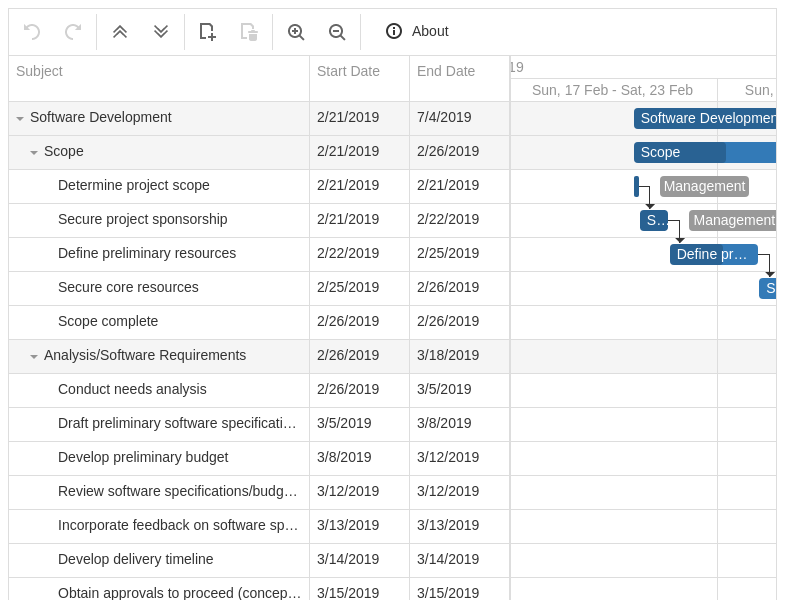 About
Subject Start Date End Date
Sun, 17 Feb - Sat, 23 Feb Sun,
Software Development 2/21/2019 7/4/2019 Software
Scope 2/21/2019 2/26/2019 Scope
Determine project scope 2/21/2019 2/21/2019 Management
Secure project sponsorship 2/21/2019 2/22/2019 S... Management
Define preliminary resources 2/22/2019 2/25/2019 Define pr...
Secure core resources 2/25/2019 2/26/2019 S
Scope complete 2/26/2019 2/26/2019
Analysis/Software Requirements 2/26/2019 3/18/2019
Conduct needs analysis 2/26/2019 3/5/2019
Draft preliminary software specificati... 3/5/2019 3/8/2019
Develop preliminary budget 3/8/2019 3/12/2019
Review software specifications/budg... 3/12/2019 3/12/2019
Incorporate feedback on software sp... 3/13/2019 3/13/2019
Develop delivery timeline 3/14/2019 3/14/2019
Obtain approvals to proceed (concep... 3/15/2019 3/15/2019